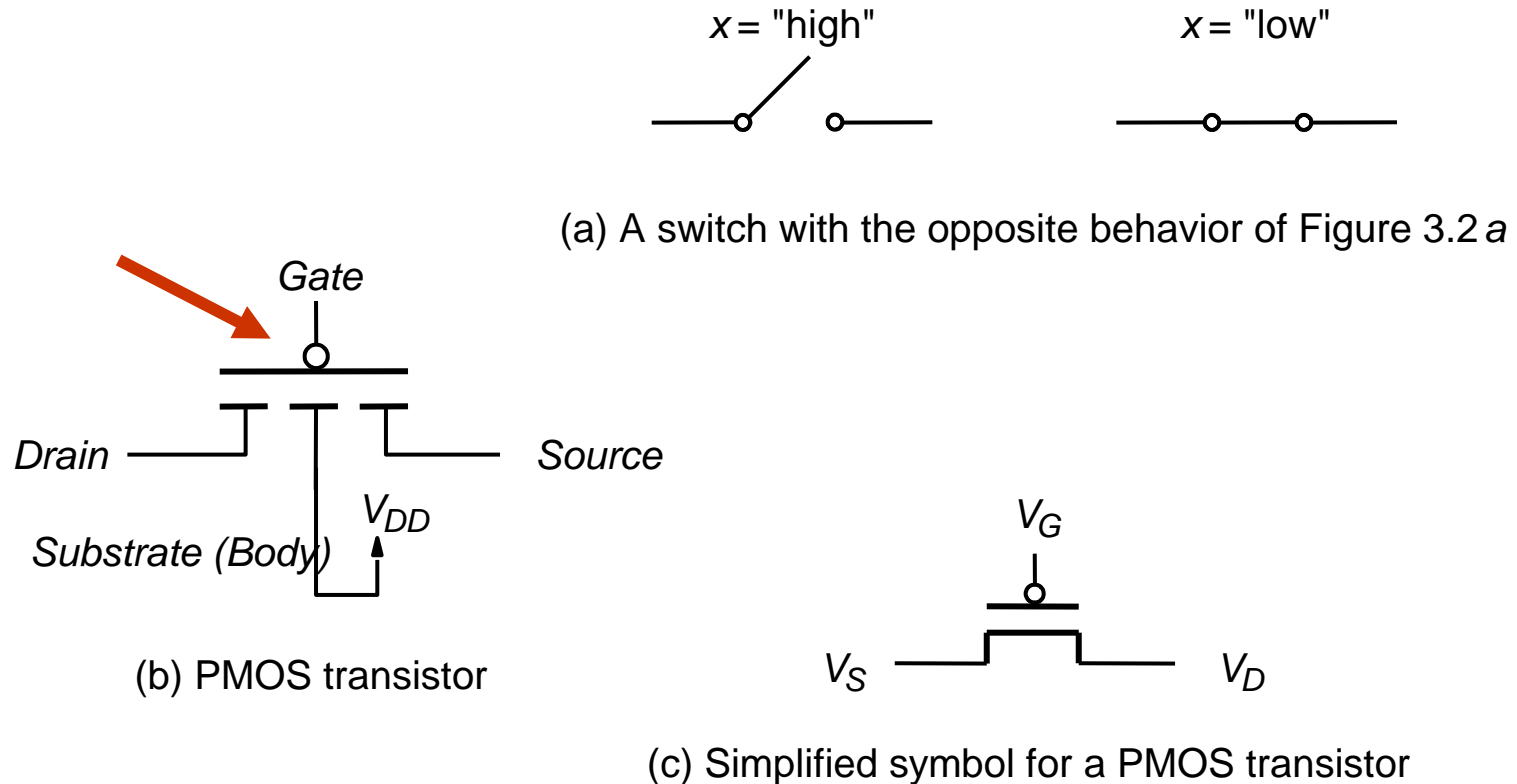 x = "high" x = "low"
(a) A switch with the opposite behavior of Figure 3.2 a
Gate
Drain Source
V_DD
Substrate (Body)
(b) PMOS transistor
V_G
V_S V_D
(c) Simplified symbol for a PMOS transistor